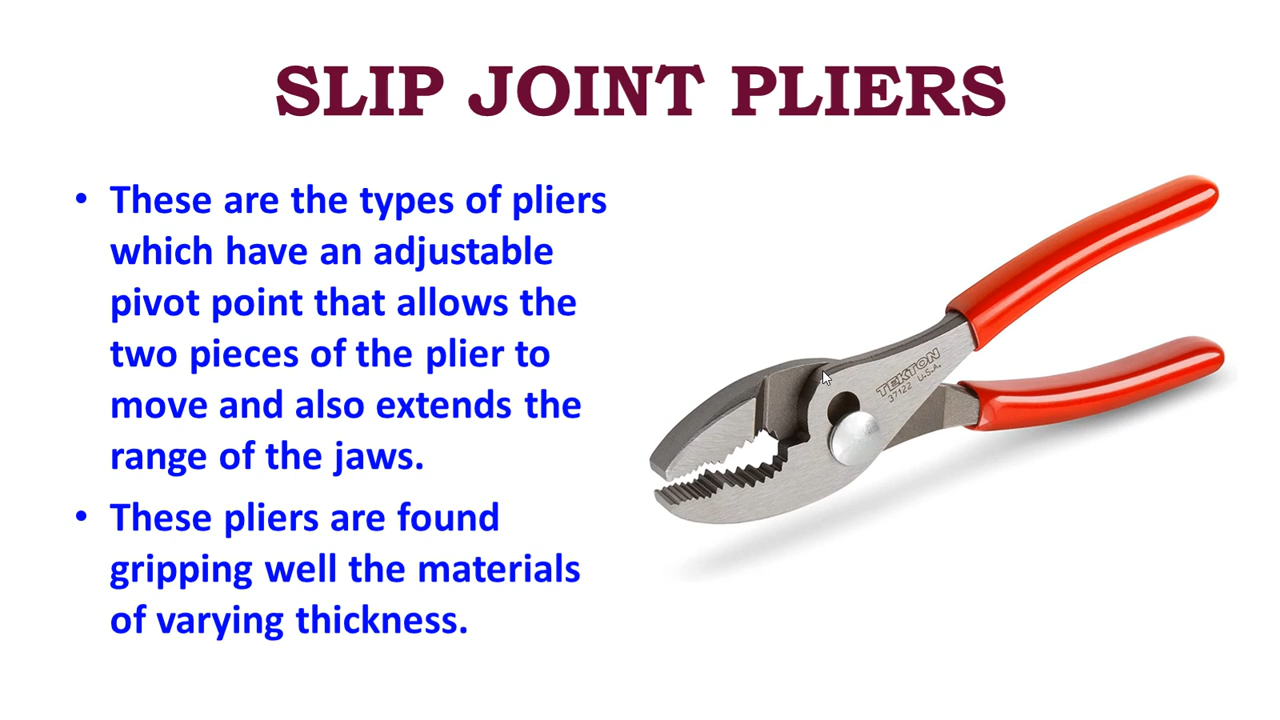 SLIP JOINT PLIERS
• These are the types of pliers
which have an adjustable
pivot point that allows the
two pieces of the plier to
move and also extends the
range of the jaws.
• These pliers are found
gripping well the materials
of varying thickness.
TEKTON
37122 U.S.A.